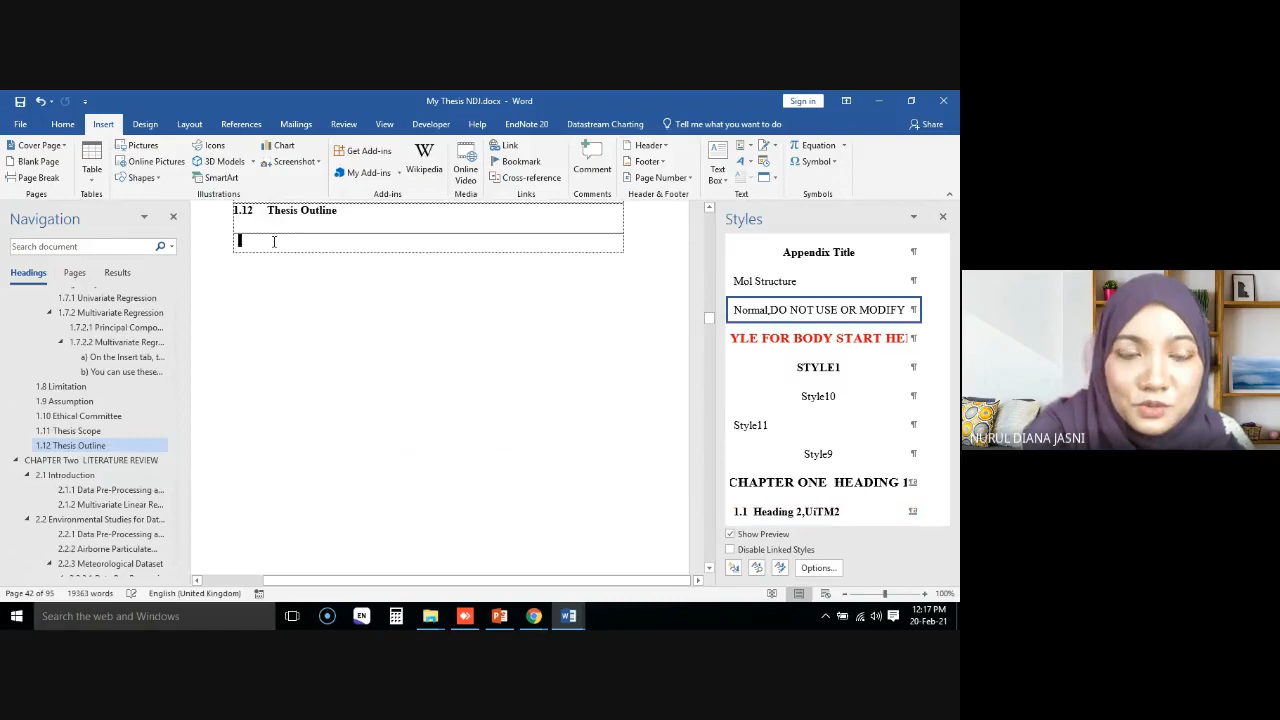 My Thesis NDJ.docx - Word
Sign in
File Home Insert Design Layout References Mailings Review View Developer Help EndNote 20 Datastream Charting Tell me what you want to do Share
Cover Page
Blank Page
Page Break
Pages
Table
Tables
Pictures
Online Pictures
Shapes
Icons
3D Models
SmartArt
Chart
Screenshot
Illustrations
Get Add-ins
My Add-ins
Wikipedia
Add-ins
Online
Video
Media
Link
Bookmark
Cross-reference
Links
Comment
Comments
Header
Footer
Page Number
Header & Footer
Text
Box
Text
Equation
Symbol
Symbols
Navigation
Search document
Headings Pages Results
1.7.1 Univariate Regression
1.7.2 Multivariate Regression
1.7.2.1 Principal Compo...
1.7.2.2 Multivariate Regr...
a) On the Insert tab, t...
b) You can use these...
1.8 Limitation
1.9 Assumption
1.10 Ethical Committee
1.11 Thesis Scope
1.12 Thesis Outline
CHAPTER Two LITERATURE REVIEW
2.1 Introduction
2.1.1 Data Pre-Processing a...
2.1.2 Multivariate Linear Re...
2.2 Environmental Studies for Dat...
2.2.1 Data Pre-Processing a...
2.2.2 Airborne Particulate...
2.2.3 Meteorological Dataset
1.12 Thesis Outline
Styles
Appendix Title
Mol Structure
Normal,DO NOT USE OR MODIFY
YLE FOR BODY START HE
STYLE1
Style10
Style11
Style9
CHAPTER ONE HEADING 1
1.1 Heading 2,UiTM2
Show Preview
Disable Linked Styles
Options...
NURUL DIANA JASNI
Page 42 of 95 19363 words English (United Kingdom) 100%
Search the web and Windows
EN
12:17 PM
20-Feb-21